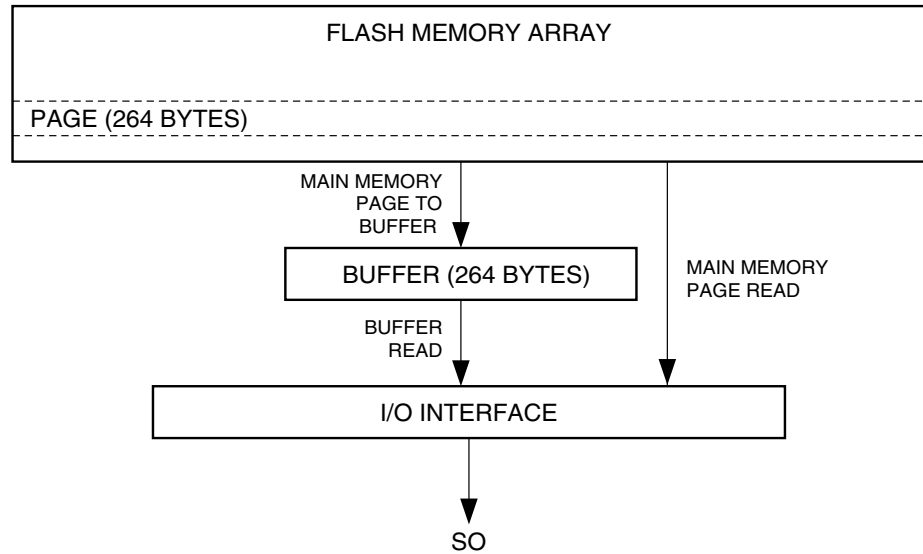 FLASH MEMORY ARRAY
PAGE (264 BYTES)
MAIN MEMORY
PAGE TO
BUFFER
BUFFER (264 BYTES)
MAIN MEMORY
PAGE READ
BUFFER
READ
I/O INTERFACE
SO